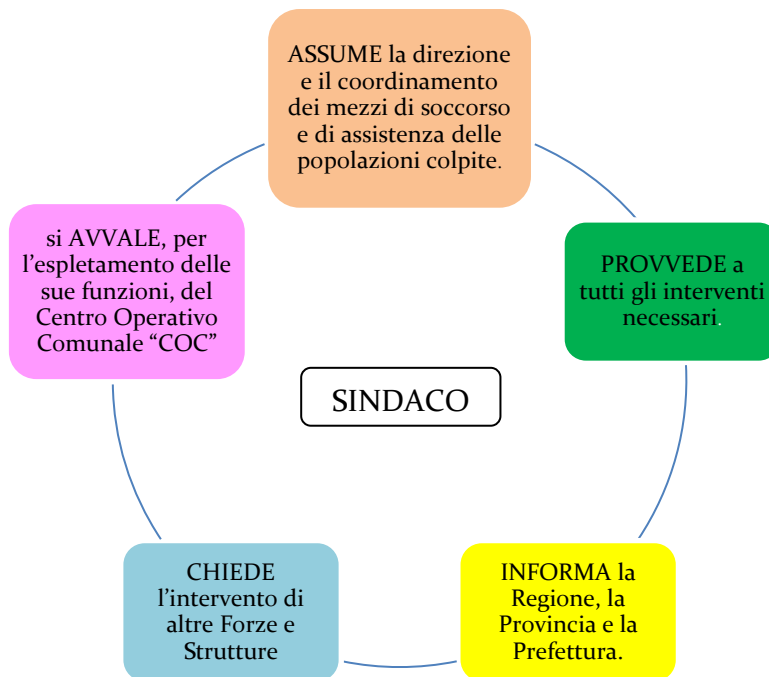 ASSUME la direzione
e il coordinamento
dei mezzi di soccorso
e di assistenza delle
popolazioni colpite.
PROVVEDE a
tutti gli interventi
necessari.
INFORMA la
Regione, la
Provincia e la
Prefettura.
CHIEDE
l'intervento di
altre Forze e
Strutture
si AVVALE, per
l'espletamento delle
sue funzioni, del
Centro Operativo
Comunale “COC”
SINDACO